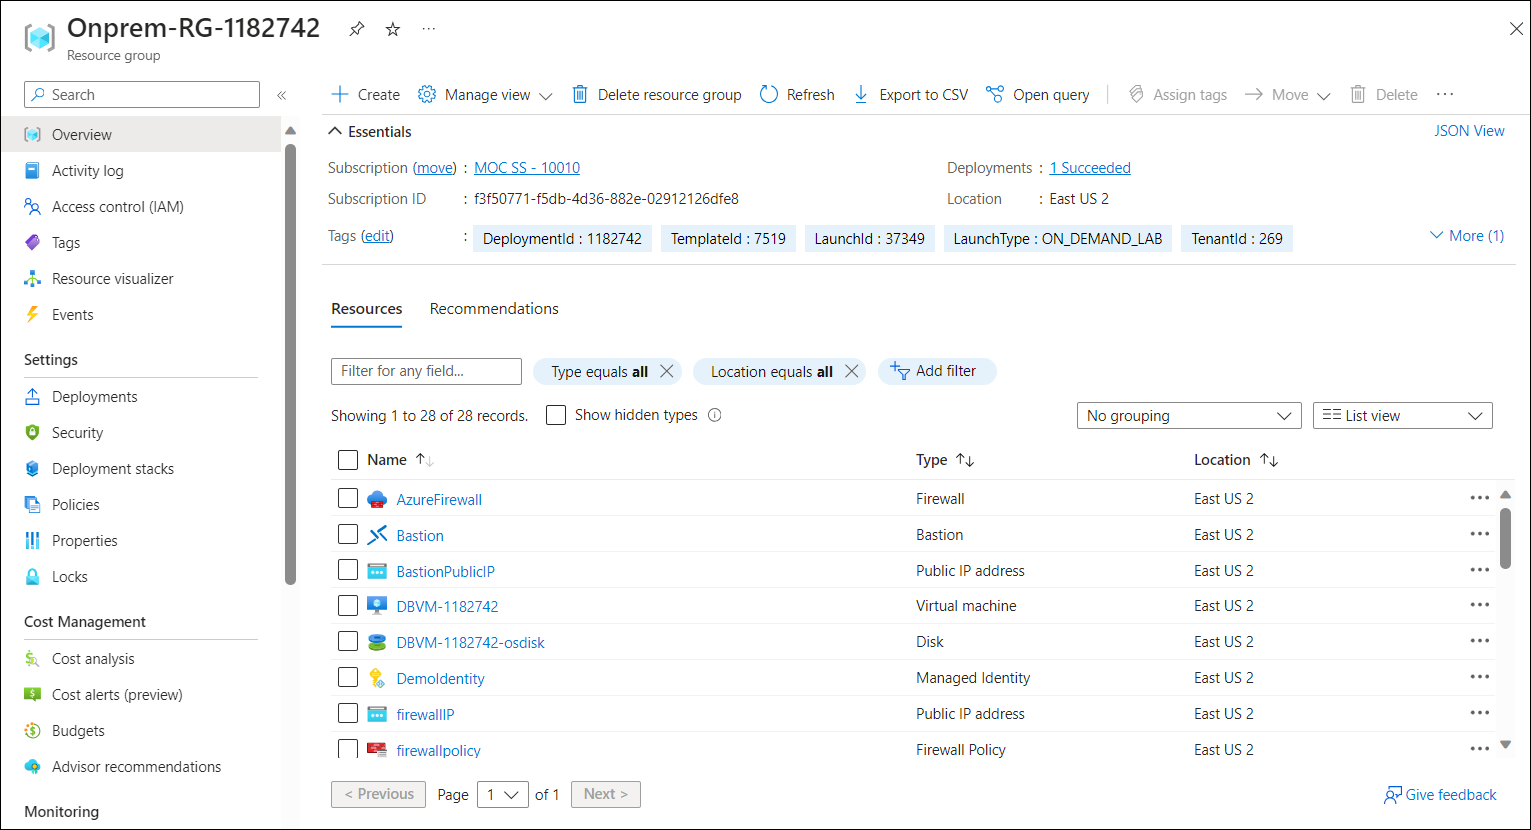 Onprem-RG-1182742
Resource group
Search
Overview
Activity log
Access control (IAM)
Tags
Resource visualizer
Events
Settings
Deployments
Security
Deployment stacks
Policies
Properties
Locks
Cost Management
Cost analysis
Cost alerts (preview)
Budgets
Advisor recommendations
Monitoring
Create Manage view Delete resource group Refresh Export to CSV Open query Assign tags Move Delete
Essentials JSON View
Subscription (move) : MOC SS - 10010 Deployments : 1 Succeeded
Subscription ID : f3f50771-f5db-4d36-882e-02912126dfe8 Location : East US 2
Tags (edit) : DeploymentId : 1182742 TemplateId : 7519 LaunchId : 37349 LaunchType : ON_DEMAND_LAB TenantId : 269 More (1)
Resources Recommendations
Filter for any field... Type equals all Location equals all Add filter
Showing 1 to 28 of 28 records. Show hidden types No grouping List view
Name Type Location
AzureFirewall Firewall East US 2
Bastion Bastion East US 2
BastionPublicIP Public IP address East US 2
DBVM-1182742 Virtual machine East US 2
DBVM-1182742-osdisk Disk East US 2
DemoIdentity Managed Identity East US 2
firewallIP Public IP address East US 2
firewallpolicy Firewall Policy East US 2
< Previous Page 1 of 1 Next > Give feedback